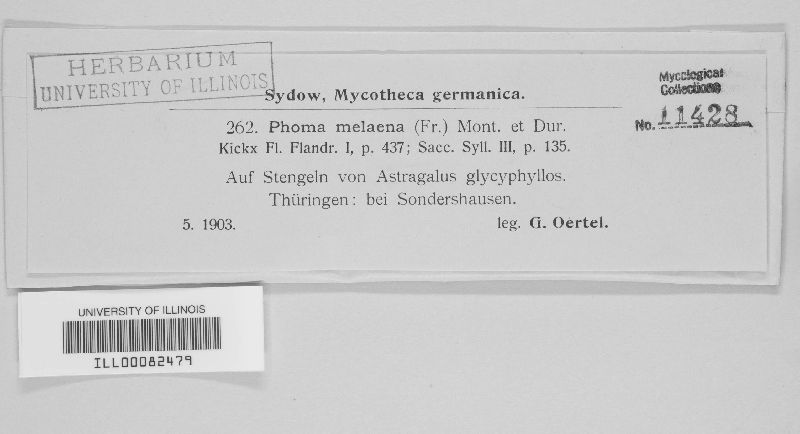 HERBARIUM
UNIVERSITY OF ILLINOIS
Sydow, Mycotheca germanica.
Mycological
Collections
No. 11428
262. Phoma melaena (Fr.) Mont. et Dur.
Kickx Fl. Flandr. I, p. 437; Sacc. Syll. III, p. 135.
Auf Stengeln von Astragalus glycyphyllos.
Thüringen: bei Sondershausen.
5. 1903. leg. G. Oertel.
UNIVERSITY OF ILLINOIS
ILL00082479